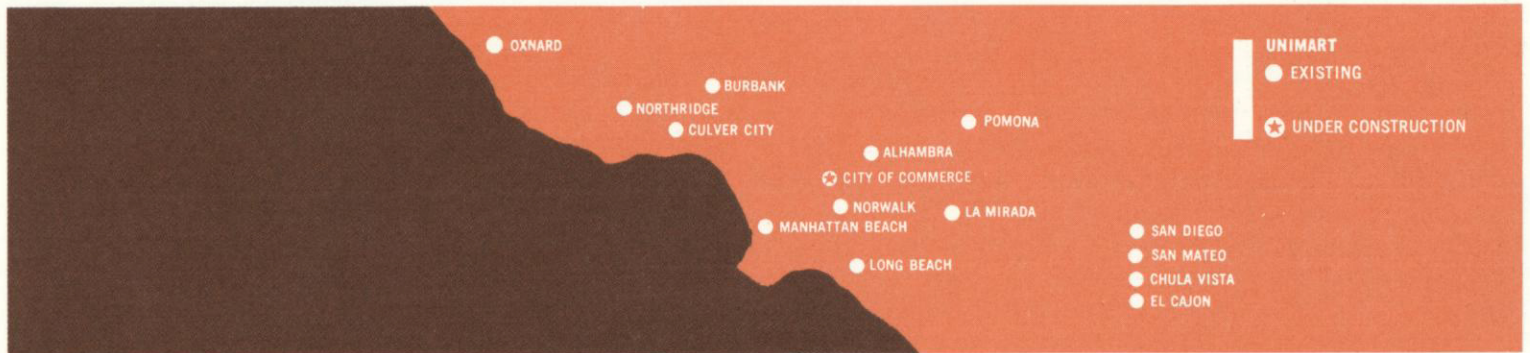 OXNARD
BURBANK
NORTHRIDGE
CULVER CITY
POMONA
ALHAMBRA
CITY OF COMMERCE
NORWALK
LA MIRADA
MANHATTAN BEACH
LONG BEACH
SAN DIEGO
SAN MATEO
CHULA VISTA
EL CAJON
UNIMART
EXISTING
UNDER CONSTRUCTION